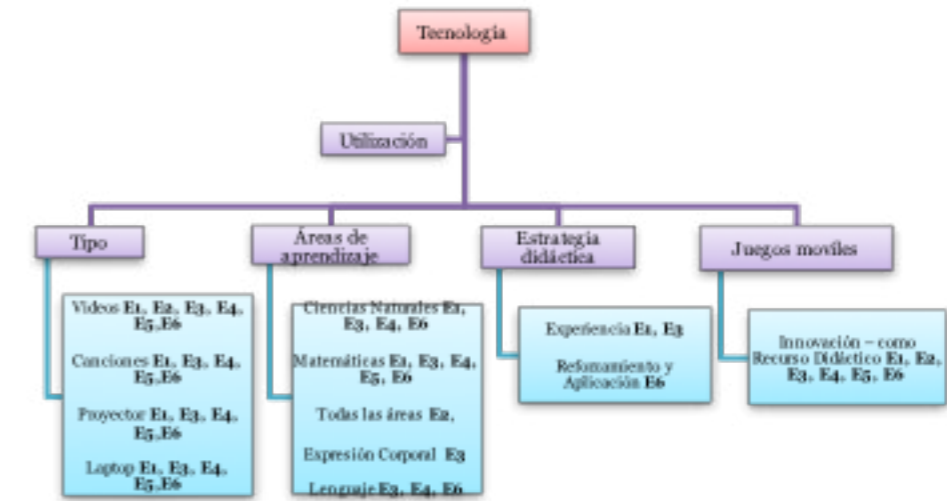 Tecnología
Utilización
Tipo
Áreas de
aprendizaje
Estrategia
didáctica
Juegos moviles
Videos E1, E2, E3, E4,
E5,E6
Canciones E1, E3, E4,
E5,E6
Proyector E1, E3, E4,
E5,E6
Laptop E1, E3, E4,
E5,E6
Ciencias Naturales E1,
E3, E4, E6
Matemáticas E1, E3, E4,
E5, E6
Todas las áreas E2,
Expresión Corporal E3
Lenguaje E3, E4, E6
Experiencia E1, E3
y
Aplicación E6
Innovación – como
Recurso Didáctico E1, E2,
E3, E4, E5, E6